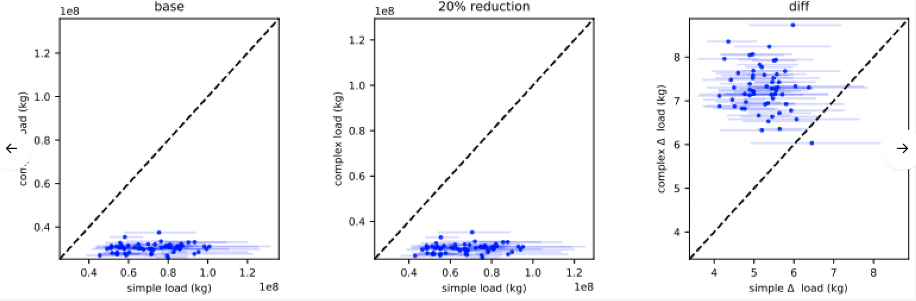 base
1e8
1.2
1.0
0.6
0.4
oad (kg)
con
0.4
0.6
0.8
1.0
1.2
simple load (kg)
1e8
20% reduction
1e8
1.2
1.0
0.8
0.6
0.4
complex load (kg)
0.4
0.6
0.8
1.0
1.2
simple load (kg)
1e8
diff
8
7
6
5
4
complex Δ load (kg)
4
5
6
7
8
simple Δ load (kg)